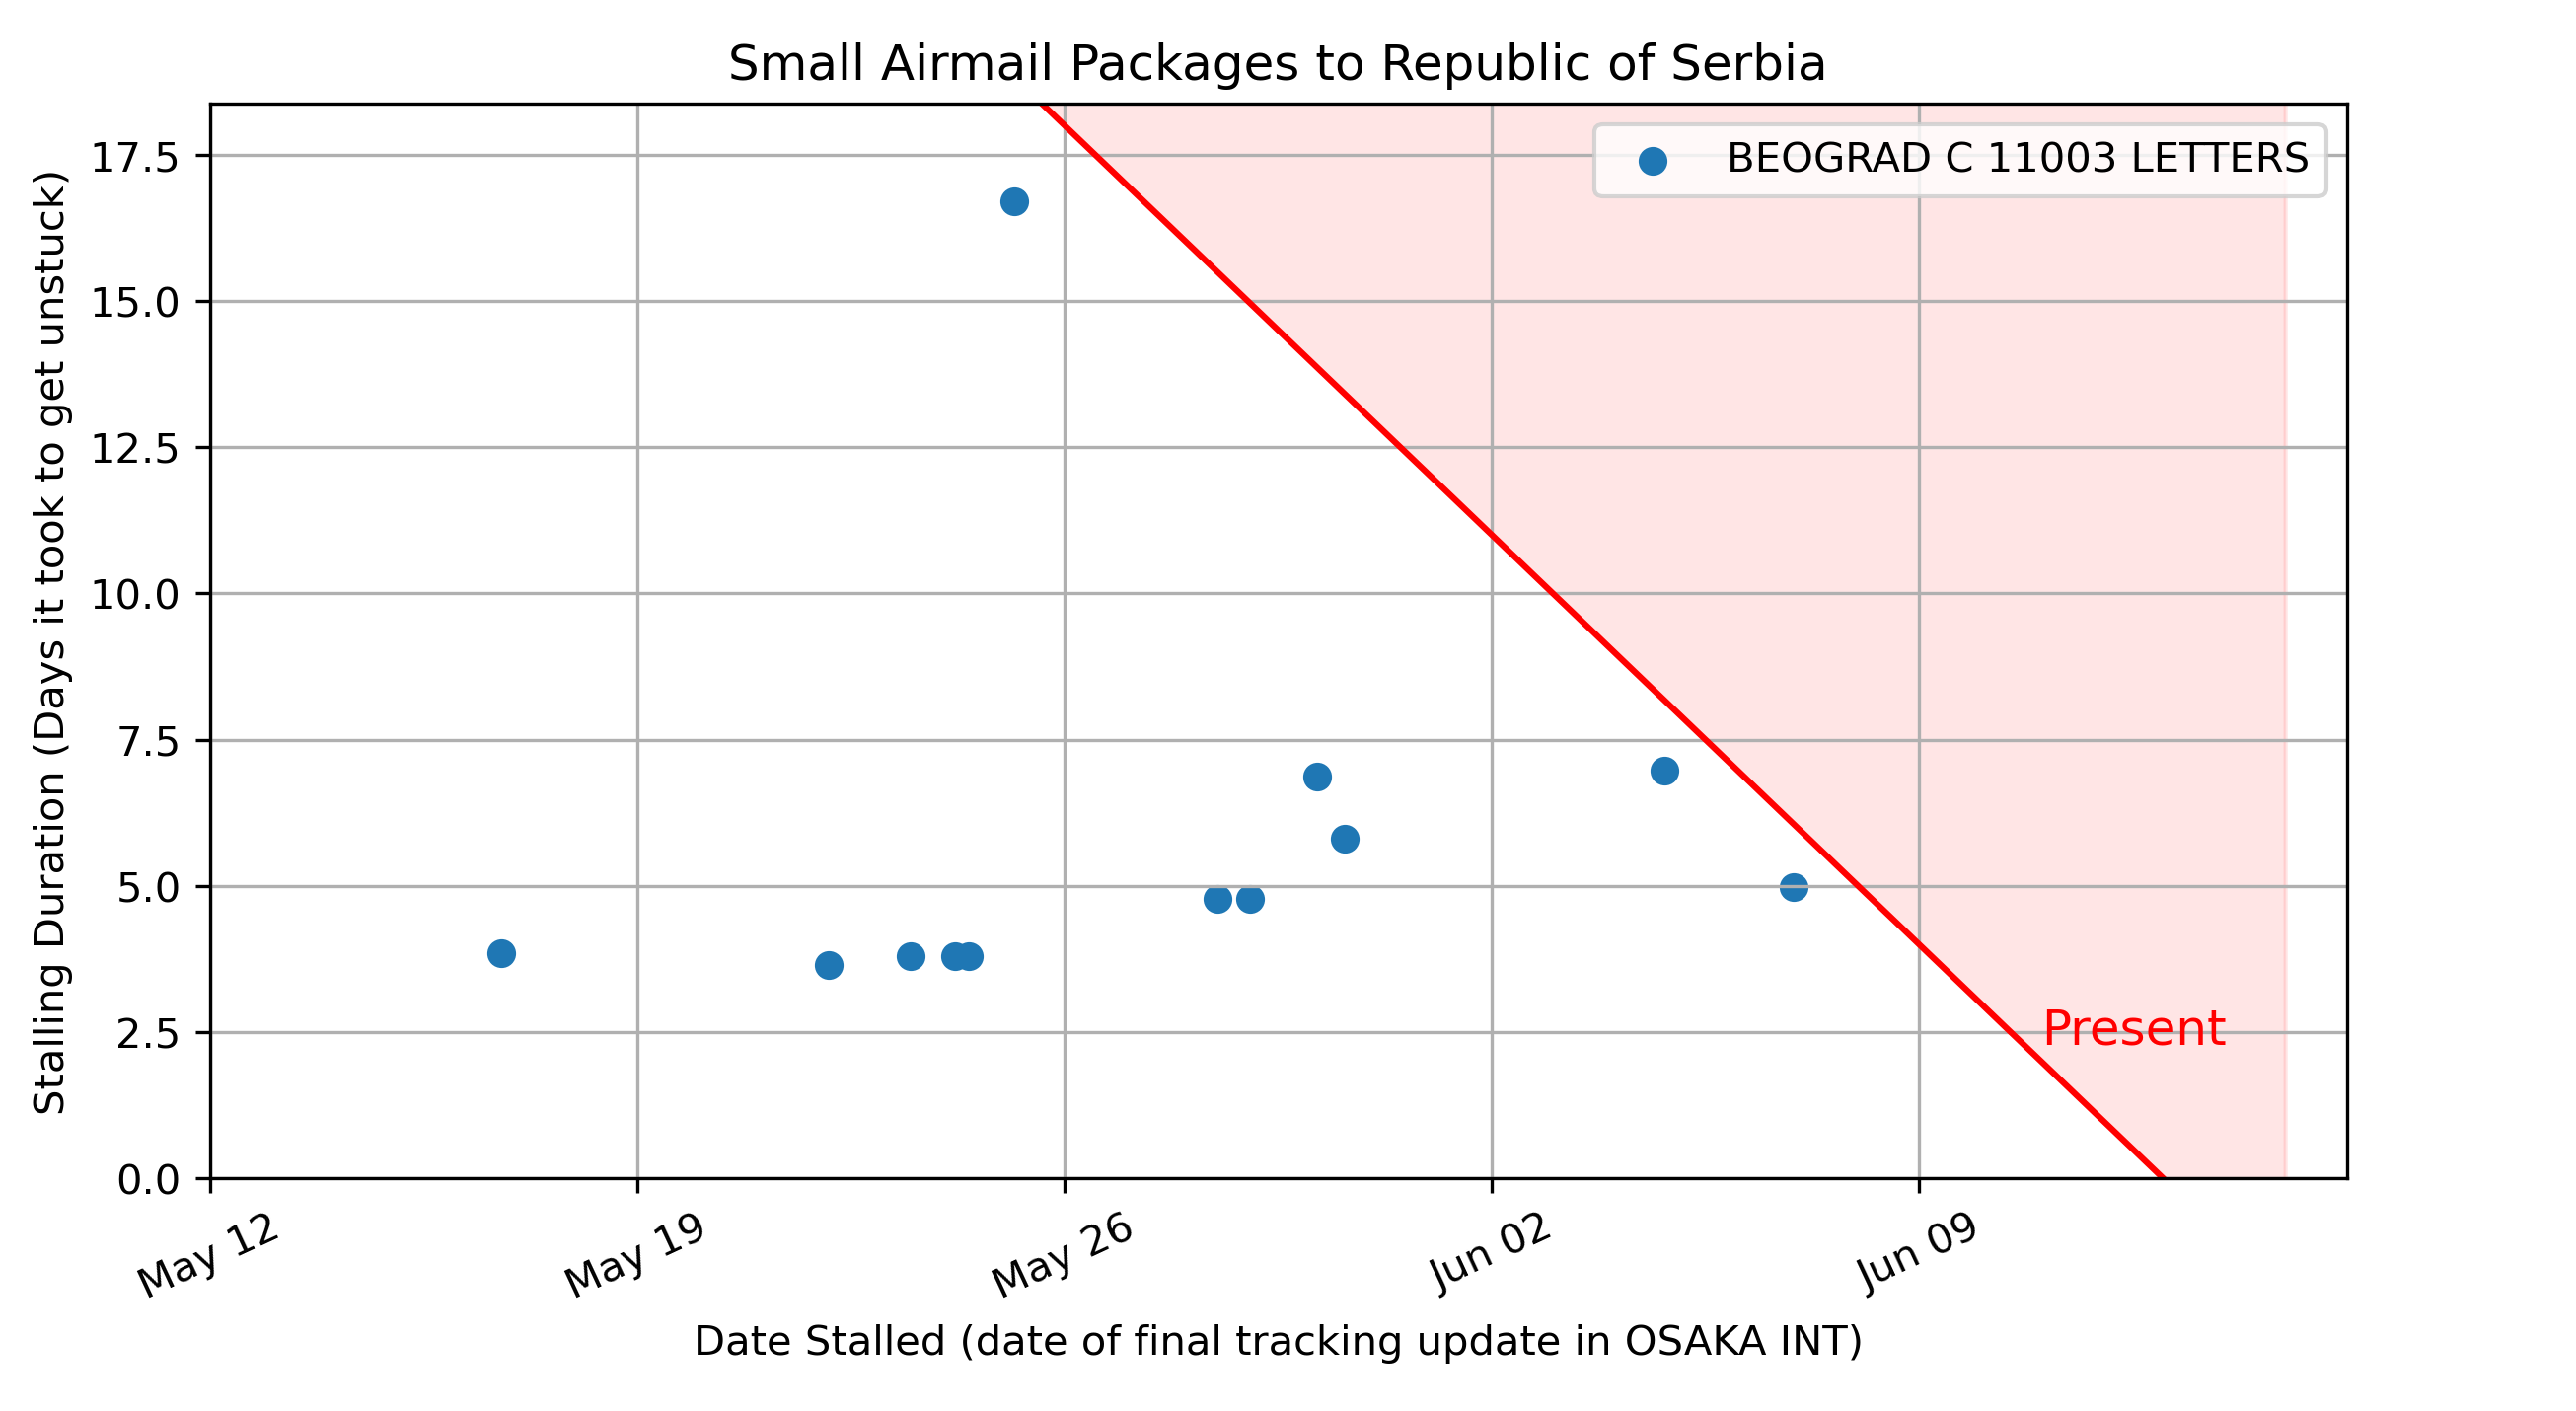 Small Airmail Packages to Republic of Serbia
BEOGRAD C 11003 LETTERS
Stalling Duration (Days it took to get unstuck)
17.5
15.0
12.5
10.0
7.5
5.0
2.5
0.0
Present
May 12
May 19
May 26
Jun 02
Jun 09
Date Stalled (date of final tracking update in OSAKA INT)